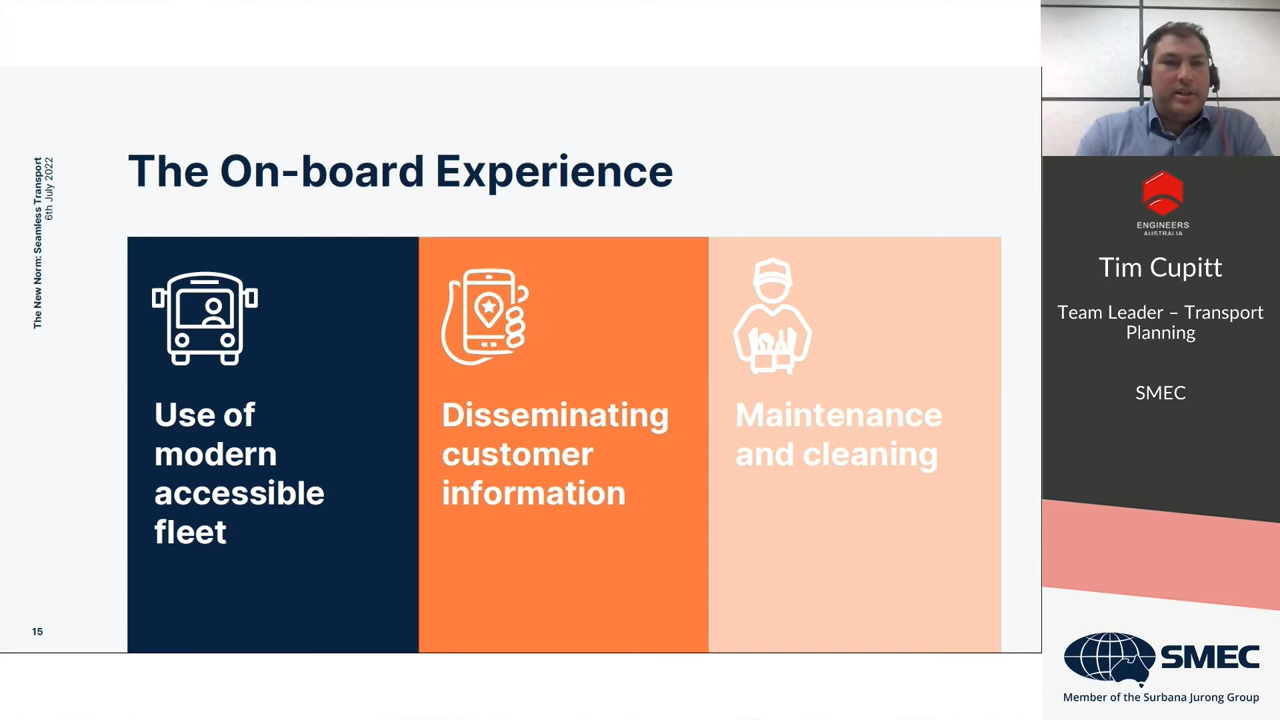 The New Norm: Seamless Transport
6th July 2022
The On-board Experience
Use of
modern
accessible
fleet
Disseminating
customer
information
Maintenance
and cleaning
15
ENGINEERS
AUSTRALIA
Tim Cupitt
Team Leader – Transport
Planning
SMEC
SMEC
Member of the Surbana Jurong Group